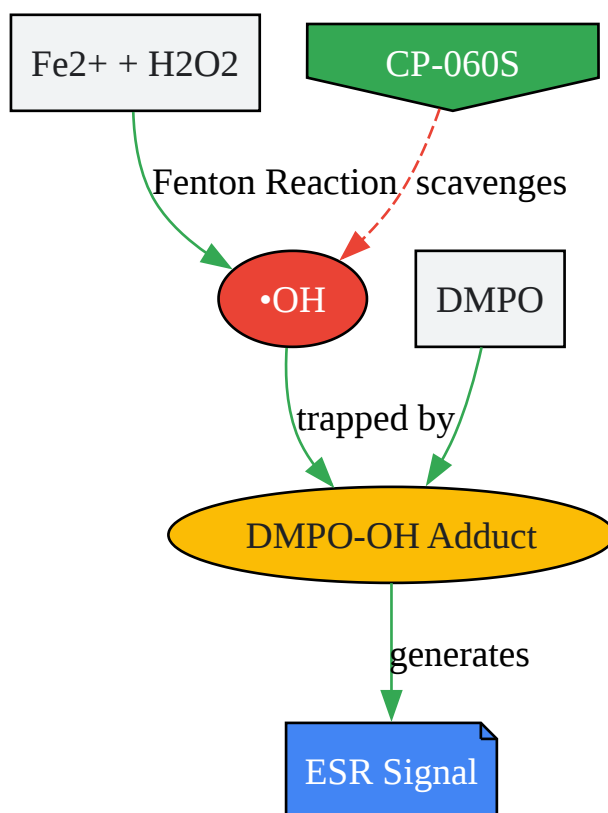 Fe2+ + H2O2
CP-060S
Fenton Reaction
scavenges
•OH
DMPO
trapped by
DMPO-OH Adduct
generates
ESR Signal